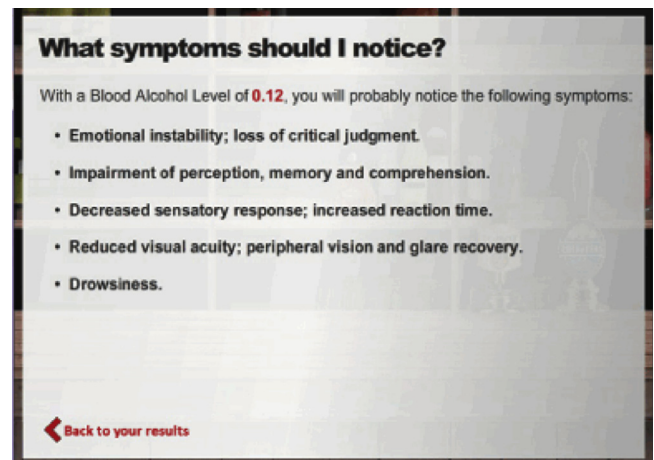 What symptoms should I notice?
With a Blood Alcohol Level of 0.12, you will probably notice the following symptoms:
• Emotional instability; loss of critical judgment.
• Impairment of perception, memory and comprehension.
• Decreased sensatory response; increased reaction time.
• Reduced visual acuity; peripheral vision and glare recovery.
• Drowsiness.
Back to your results